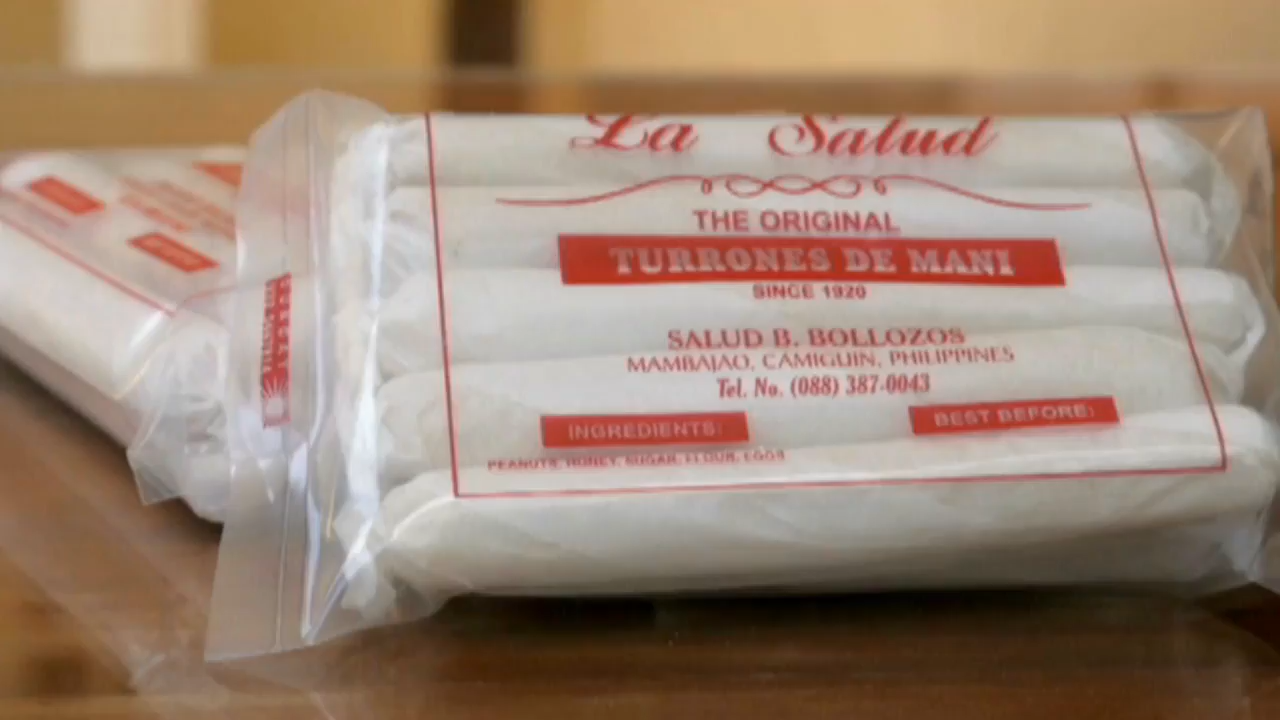 La Salud
THE ORIGINAL
TURRONES DE MANI
SINCE 1920
SALUD B. BOLLOZOS
MAMBAJAO, CAMIGUIN, PHILIPPINES
Tel. No. (088) 387-0043
INGREDIENTS:
BEST BEFORE:
PEANUTS, HONEY, SUGAR, FLOUR, EGGS